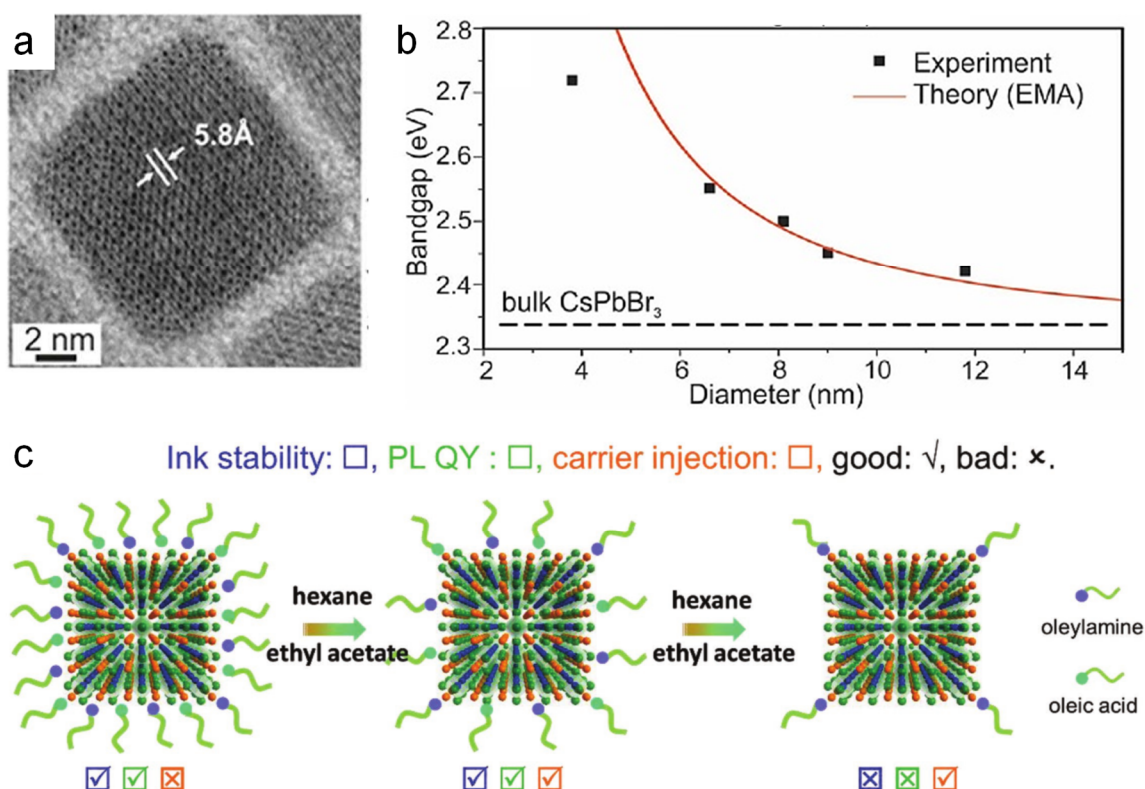 a
5.8Å
2 nm
b
Bandgap (eV)
2.8
2.7
2.6
2.5
2.4
2.3
Experiment
Theory (EMA)
bulk CsPbBr₃
2 4 6 8 10 12 14
Diameter (nm)
c
Ink stability: ☐, PL QY : ☐, carrier injection: ☐, good: √, bad: ×.
hexane
ethyl acetate
hexane
ethyl acetate
oleylamine
oleic acid